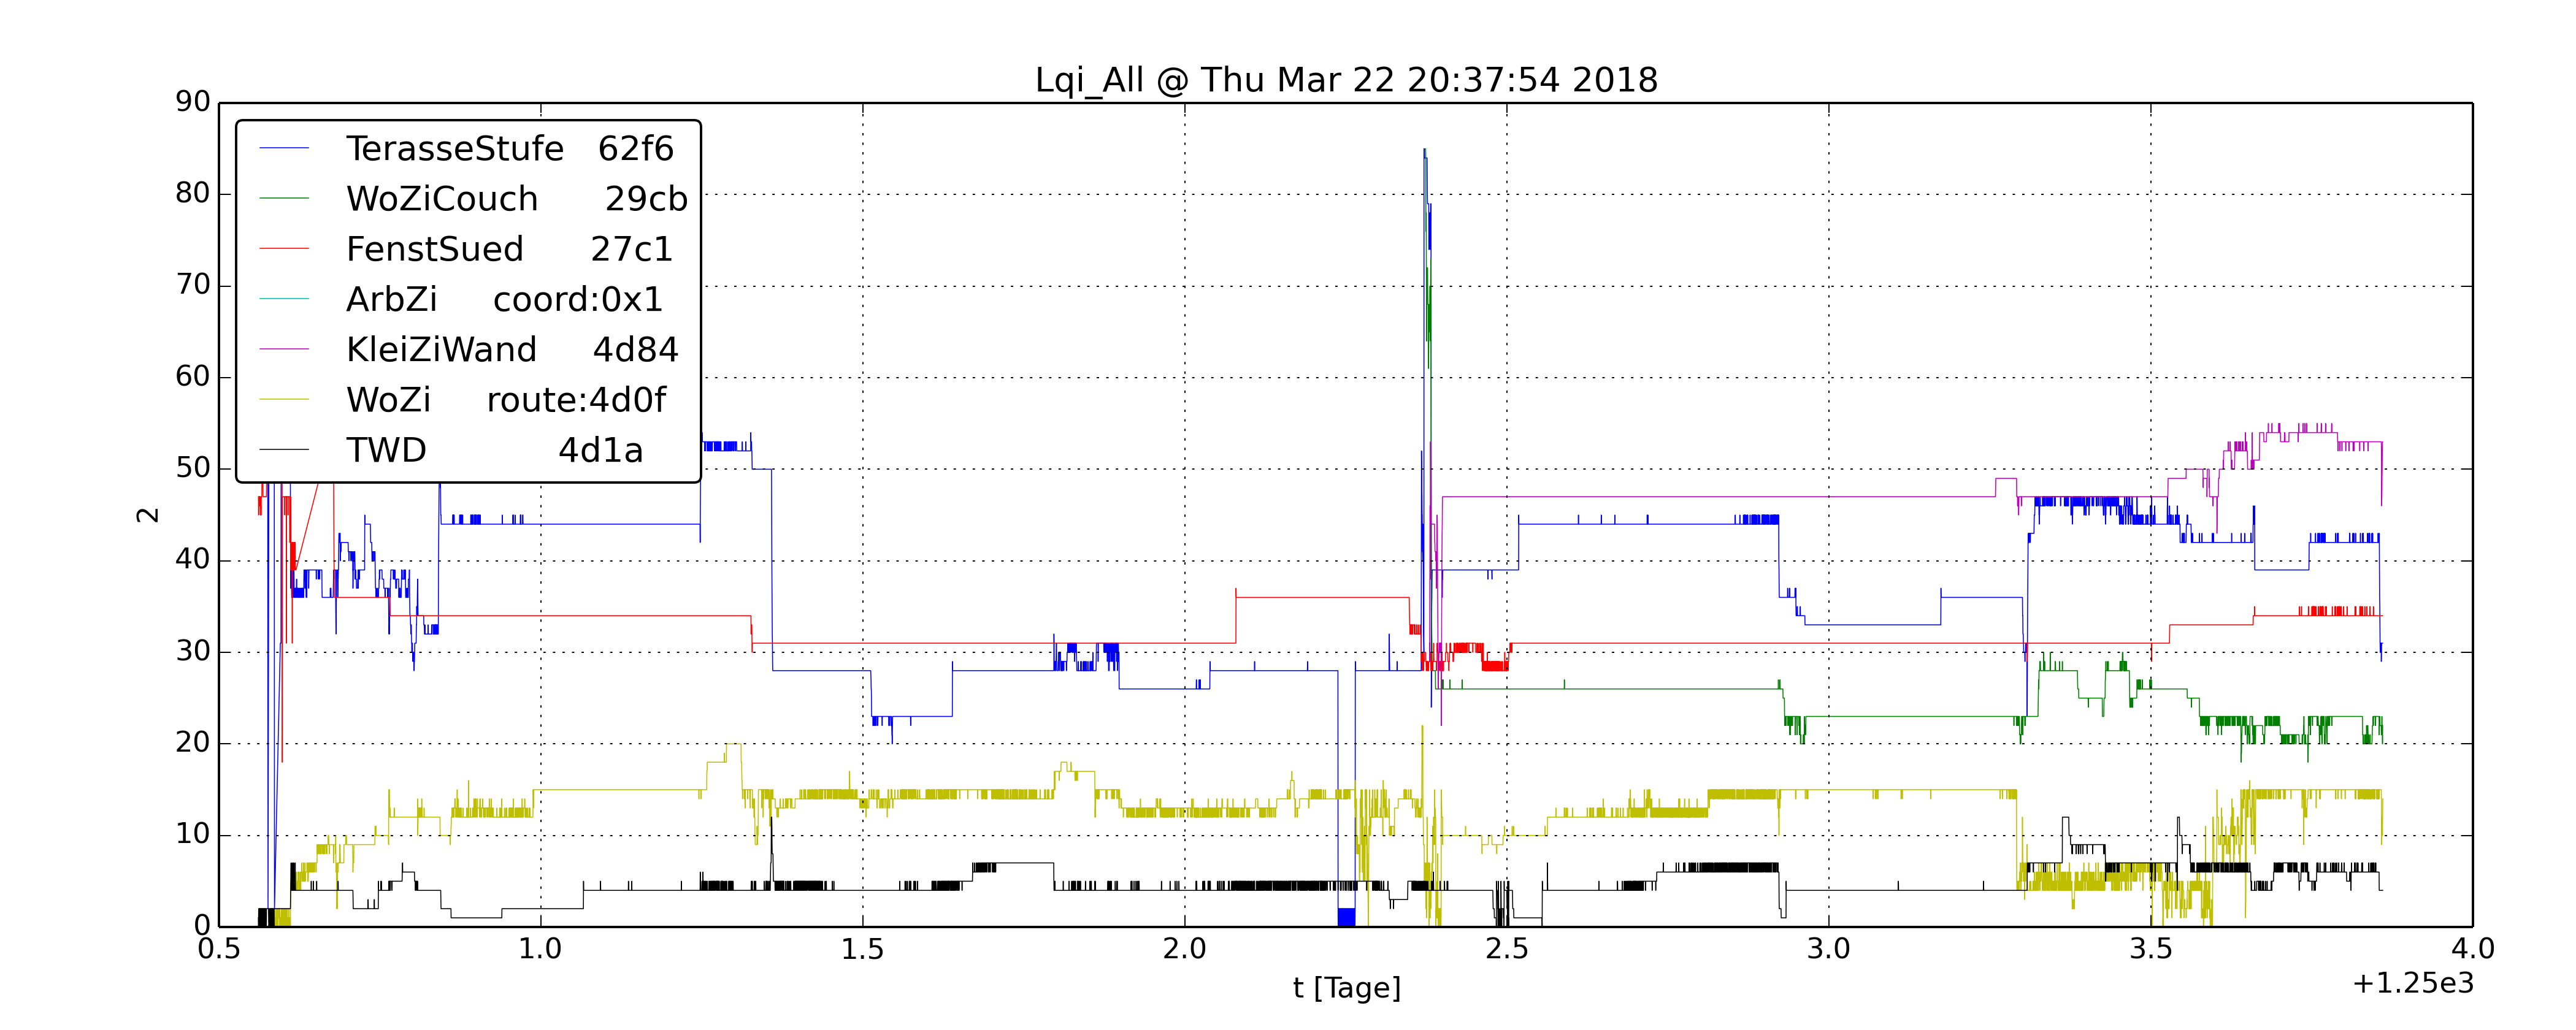 Lqi_All @ Thu Mar 22 20:37:54 2018
90
80
70
60
50
40
30
20
10
0
2
TerasseStufe 62f6
WoZiCouch 29cb
FenstSued 27c1
ArbZi coord:0x1
KleiZiWand 4d84
WoZi route:4d0f
TWD 4d1a
0.5 1.0 1.5 2.0 2.5 3.0 3.5 4.0
t [Tage]
+1.25e3